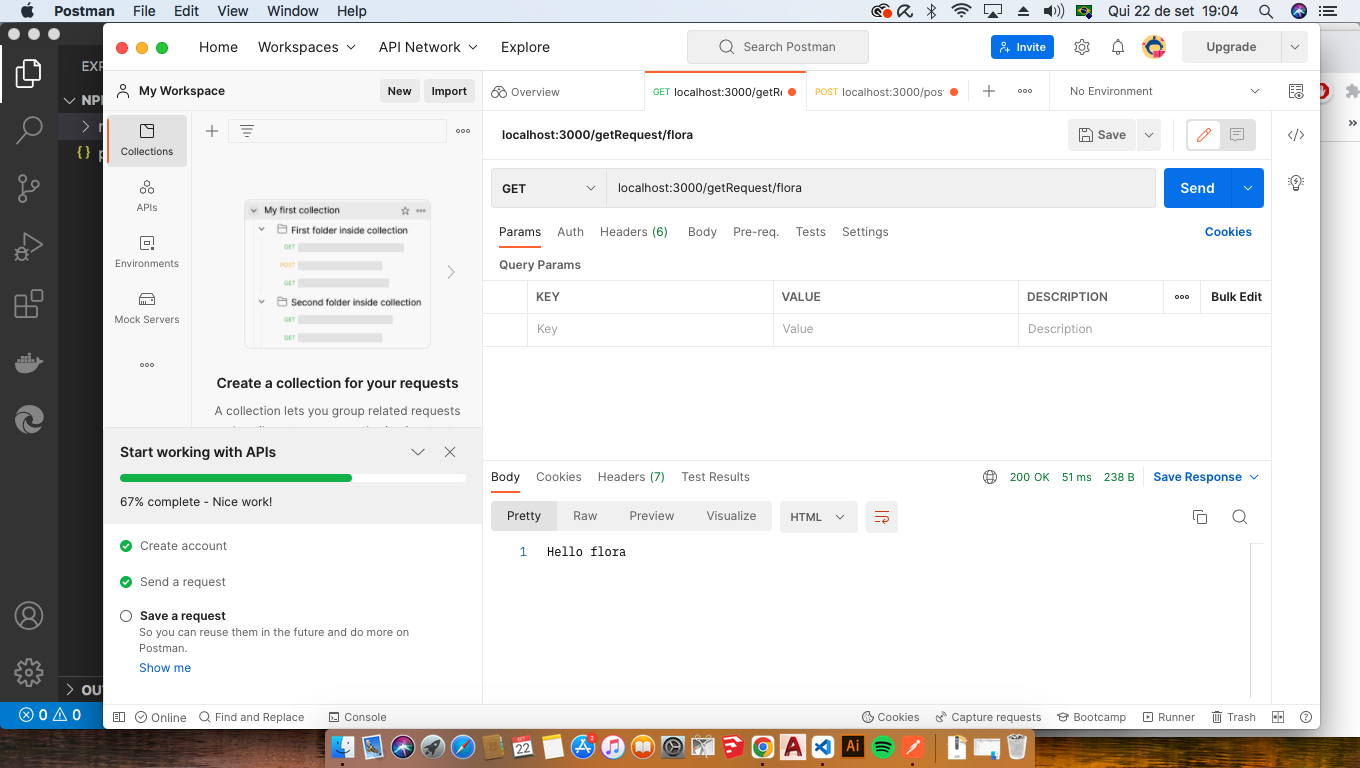 Postman File Edit View Window Help
Qui 22 de set 19:04
EXP
NPI
{}
OU
0 0
Home Workspaces API Network Explore
Search Postman
Invite
Upgrade
My Workspace
New Import
Overview
GET localhost:3000/getRe
POST localhost:3000/pos
No Environment
Collections
APIs
Environments
Mock Servers
My first collection
First folder inside collection
GET
POST
GET
Second folder inside collection
GET
GET
Create a collection for your requests
A collection lets you group related requests
Start working with APIs
67% complete - Nice work!
Create account
Send a request
Save a request
So you can reuse them in the future and do more on
Postman.
Show me
localhost:3000/getRequest/flora
Save
GET localhost:3000/getRequest/flora Send
Params Auth Headers (6) Body Pre-req. Tests Settings Cookies
Query Params
KEY VALUE DESCRIPTION Bulk Edit
Key Value Description
Body Cookies Headers (7) Test Results
200 OK 51 ms 238 B Save Response
Pretty Raw Preview Visualize HTML
1 Hello flora
Online Find and Replace Console Cookies Capture requests Bootcamp Runner Trash
SET
22
2
Ai